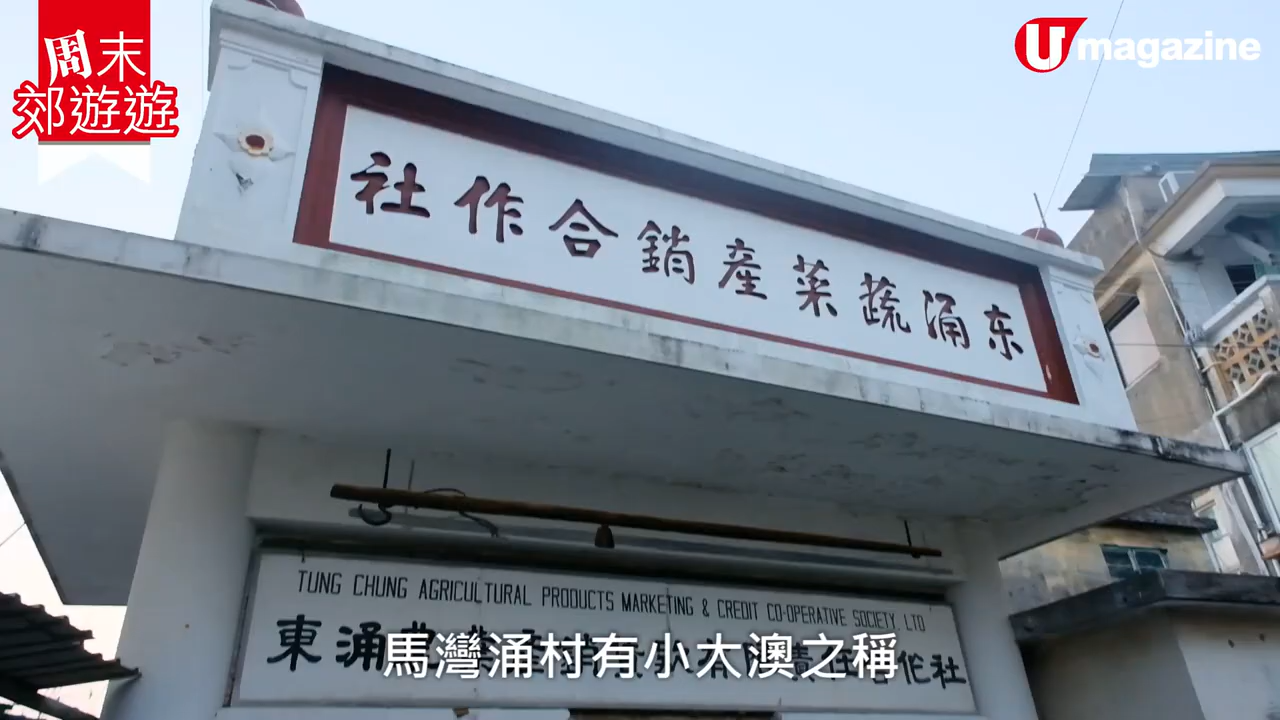 周末
郊遊遊
U magazine
东涌蔬菜產銷合作社
TUNG CHUNG AGRICULTURAL PRODUCTS MARKETING & CREDIT CO-OPERATIVE SOCIETY, LTD
東涌
馬灣涌村有小大澳之稱